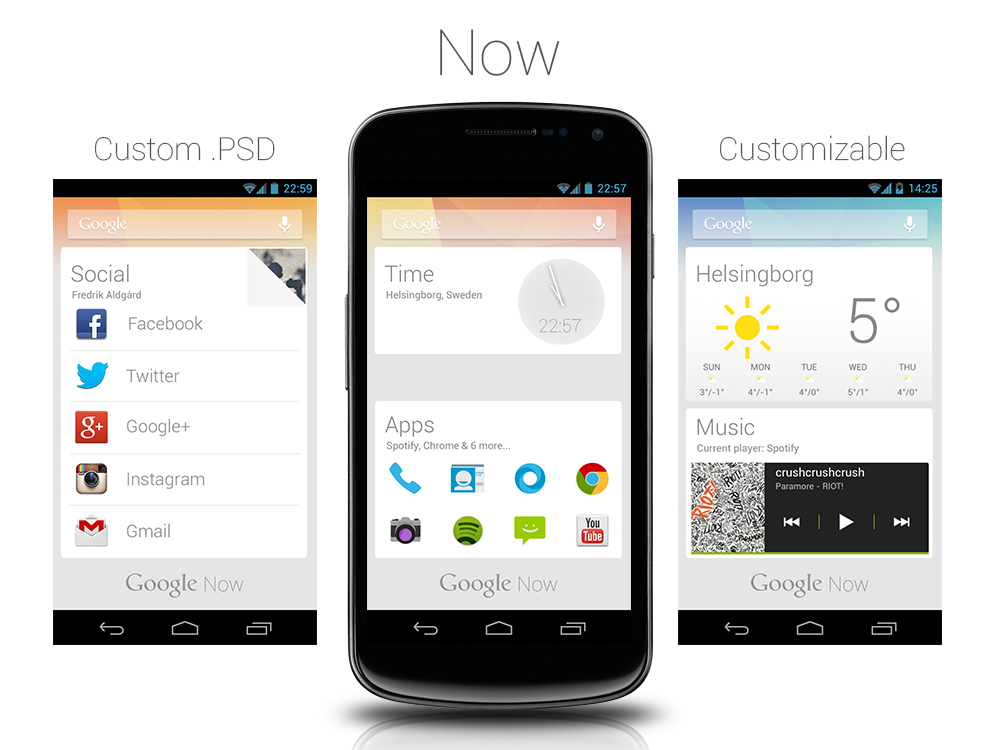 Now
Custom .PSD
22:59
Google
Social
Fredrik Aldgård
Facebook
Twitter
Google+
Instagram
Gmail
Google Now
22:57
Google
Time
Helsingborg, Sweden
22:57
Apps
Spotify, Chrome & 6 more...
You
Tube
Google Now
Customizable
14:25
Google
Helsingborg
5°
SUN MON TUE WED THU
3°/-1° 4°/-1° 4°/0° 5°/1° 4°/0°
Music
Current player: Spotify
RIOT!
crushcrushcrush
Paramore - RIOT!
Google Now